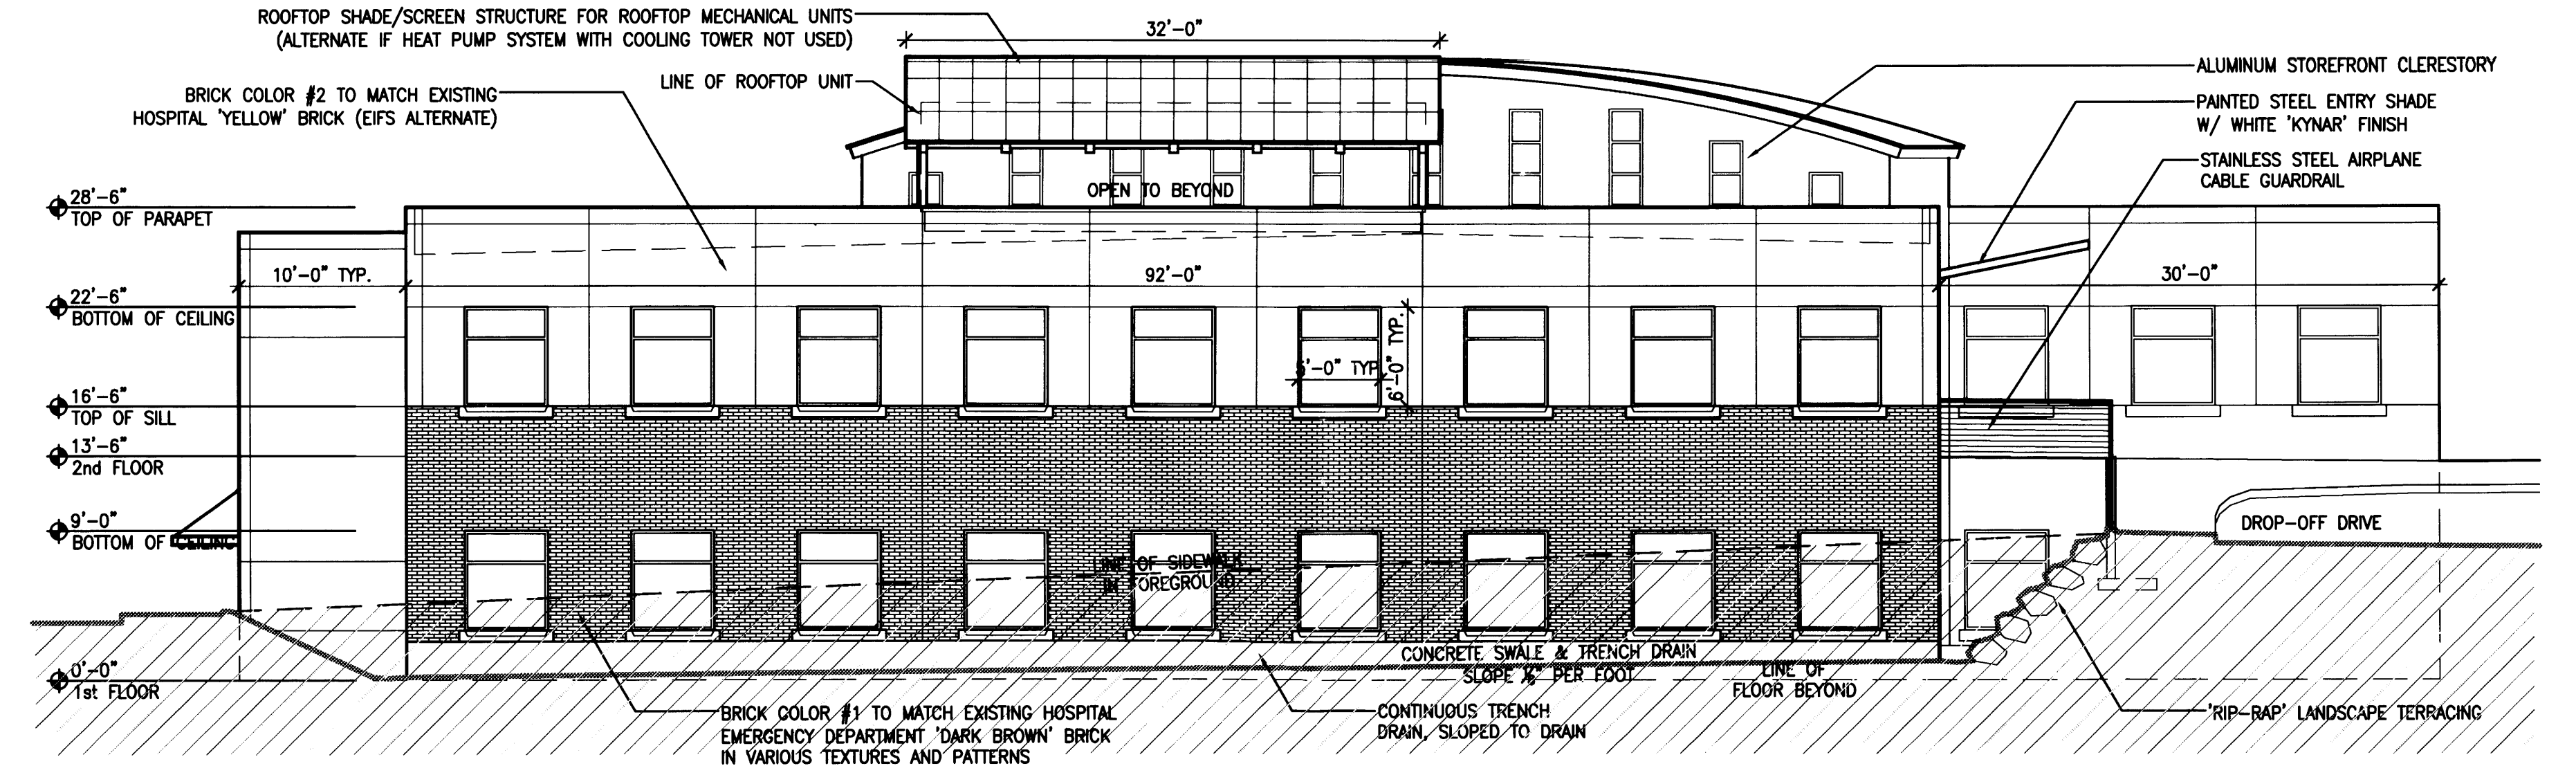 ROOFTOP SHADE/SCREEN STRUCTURE FOR ROOFTOP MECHANICAL UNITS
(ALTERNATE IF HEAT PUMP SYSTEM WITH COOLING TOWER NOT USED)
32'-0"
LINE OF ROOFTOP UNIT
BRICK COLOR #2 TO MATCH EXISTING
HOSPITAL 'YELLOW' BRICK (EIFS ALTERNATE)
ALUMINUM STOREFRONT CLERESTORY
PAINTED STEEL ENTRY SHADE
W/ WHITE 'KYNAR' FINISH
STAINLESS STEEL AIRPLANE
CABLE GUARDRAIL
OPEN TO BEYOND
28'-6"
TOP OF PARAPET
10'-0" TYP.
92'-0"
30'-0"
22'-6"
BOTTOM OF CEILING
6'-0" TYP.
'-0" TYP
16'-6"
TOP OF SILL
13'-6"
2nd FLOOR
9'-0"
BOTTOM OF CEILING
DROP-OFF DRIVE
LINE OF SIDEWALK
IN FOREGROUND
0'-0"
1st FLOOR
CONCRETE SWALE & TRENCH DRAIN
SLOPE " PER FOOT
LINE OF
FLOOR BEYOND
BRICK COLOR #1 TO MATCH EXISTING HOSPITAL
EMERGENCY DEPARTMENT 'DARK BROWN' BRICK
IN VARIOUS TEXTURES AND PATTERNS
CONTINUOUS TRENCH
DRAIN, SLOPED TO DRAIN
'RIP-RAP' LANDSCAPE TERRACING